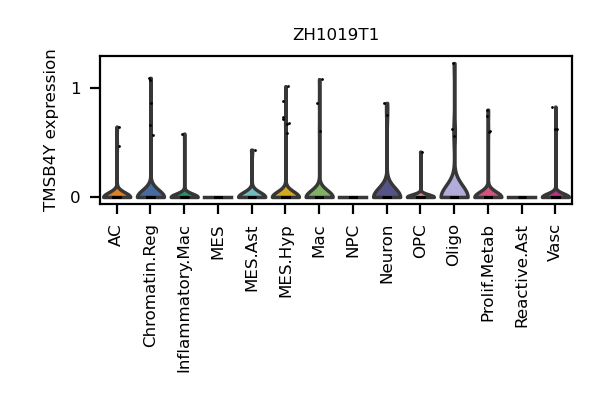 ZH1019T1
TMSB4Y expression
1
0
AC
Chromatin.Reg
Inflammatory.Mac
MES
MES.Ast
MES.Hyp
Mac
NPC
Neuron
OPC
Oligo
Prolif.Metab
Reactive.Ast
Vasc